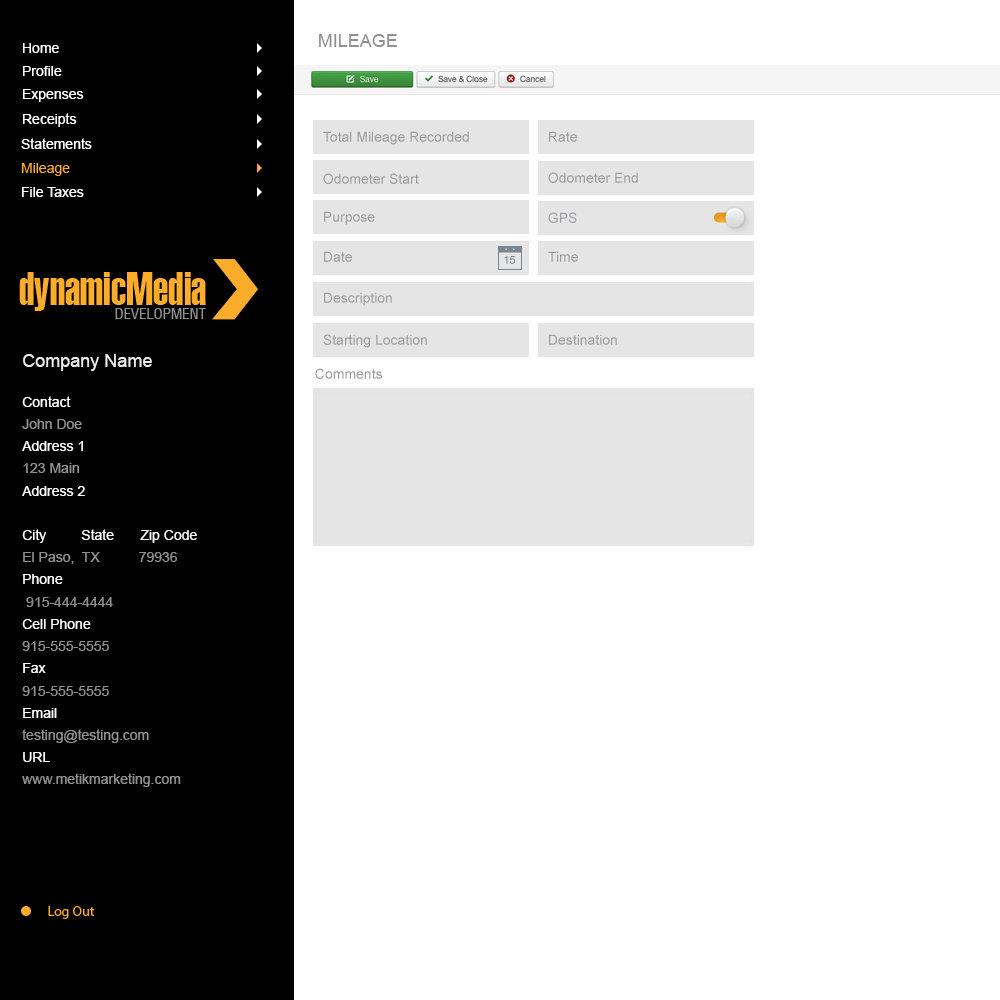 Home
Profile
Expenses
Receipts
Statements
Mileage
File Taxes
dynamicMedia
DEVELOPMENT
Company Name
Contact
John Doe
Address 1
123 Main
Address 2
City State Zip Code
El Paso, TX 79936
Phone
915-444-4444
Cell Phone
915-555-5555
Fax
915-555-5555
Email
testing@testing.com
URL
www.metikmarketing.com
Log Out
MILEAGE
Save Save & Close Cancel
Total Mileage Recorded Rate
Odometer Start Odometer End
Purpose GPS
Date 15 Time
Description
Starting Location Destination
Comments